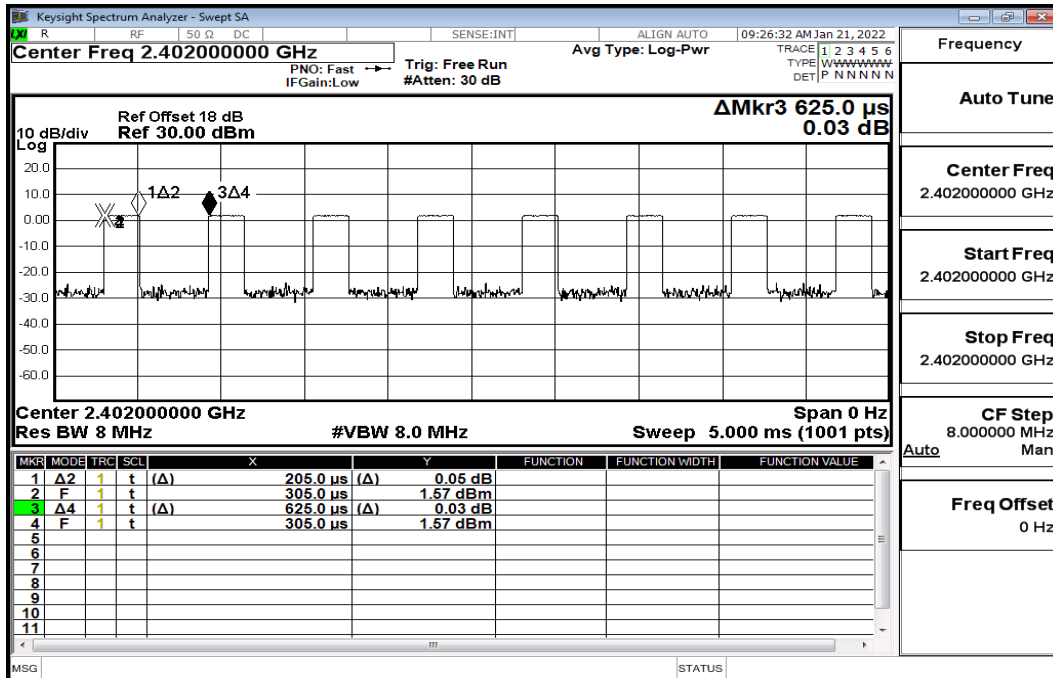 Keysight Spectrum Analyzer - Swept SA
LXI R RF 50 Ω DC SENSE:INT ALIGN AUTO 09:26:32 AM Jan 21, 2022
Center Freq 2.402000000 GHz Avg Type: Log-Pwr TRACE 1 2 3 4 5 6
PNO: Fast Trig: Free Run TYPE WWWWWW
IFGain:Low #Atten: 30 dB DET P N N N N N
Frequency
Auto Tune
ΔMkr3 625.0 µs
0.03 dB
Ref Offset 18 dB
10 dB/div Ref 30.00 dBm
Log
20.0
10.0
0.00
-10.0
-20.0
-30.0
-40.0
-50.0
-60.0
1Δ2 3Δ4
Center 2.402000000 GHz Span 0 Hz
Res BW 8 MHz #VBW 8.0 MHz Sweep 5.000 ms (1001 pts)
MKR MODE TRC SCL X Y FUNCTION FUNCTION WIDTH FUNCTION VALUE
1 Δ2 1 t (Δ) 205.0 µs (Δ) 0.05 dB
2 F 1 t 305.0 µs 1.57 dBm
3 Δ4 1 t (Δ) 625.0 µs (Δ) 0.03 dB
4 F 1 t 305.0 µs 1.57 dBm
5
6
7
8
9
10
11
MSG STATUS
Center Freq
2.402000000 GHz
Start Freq
2.402000000 GHz
Stop Freq
2.402000000 GHz
CF Step
8.000000 MHz
Auto Man
Freq Offset
0 Hz